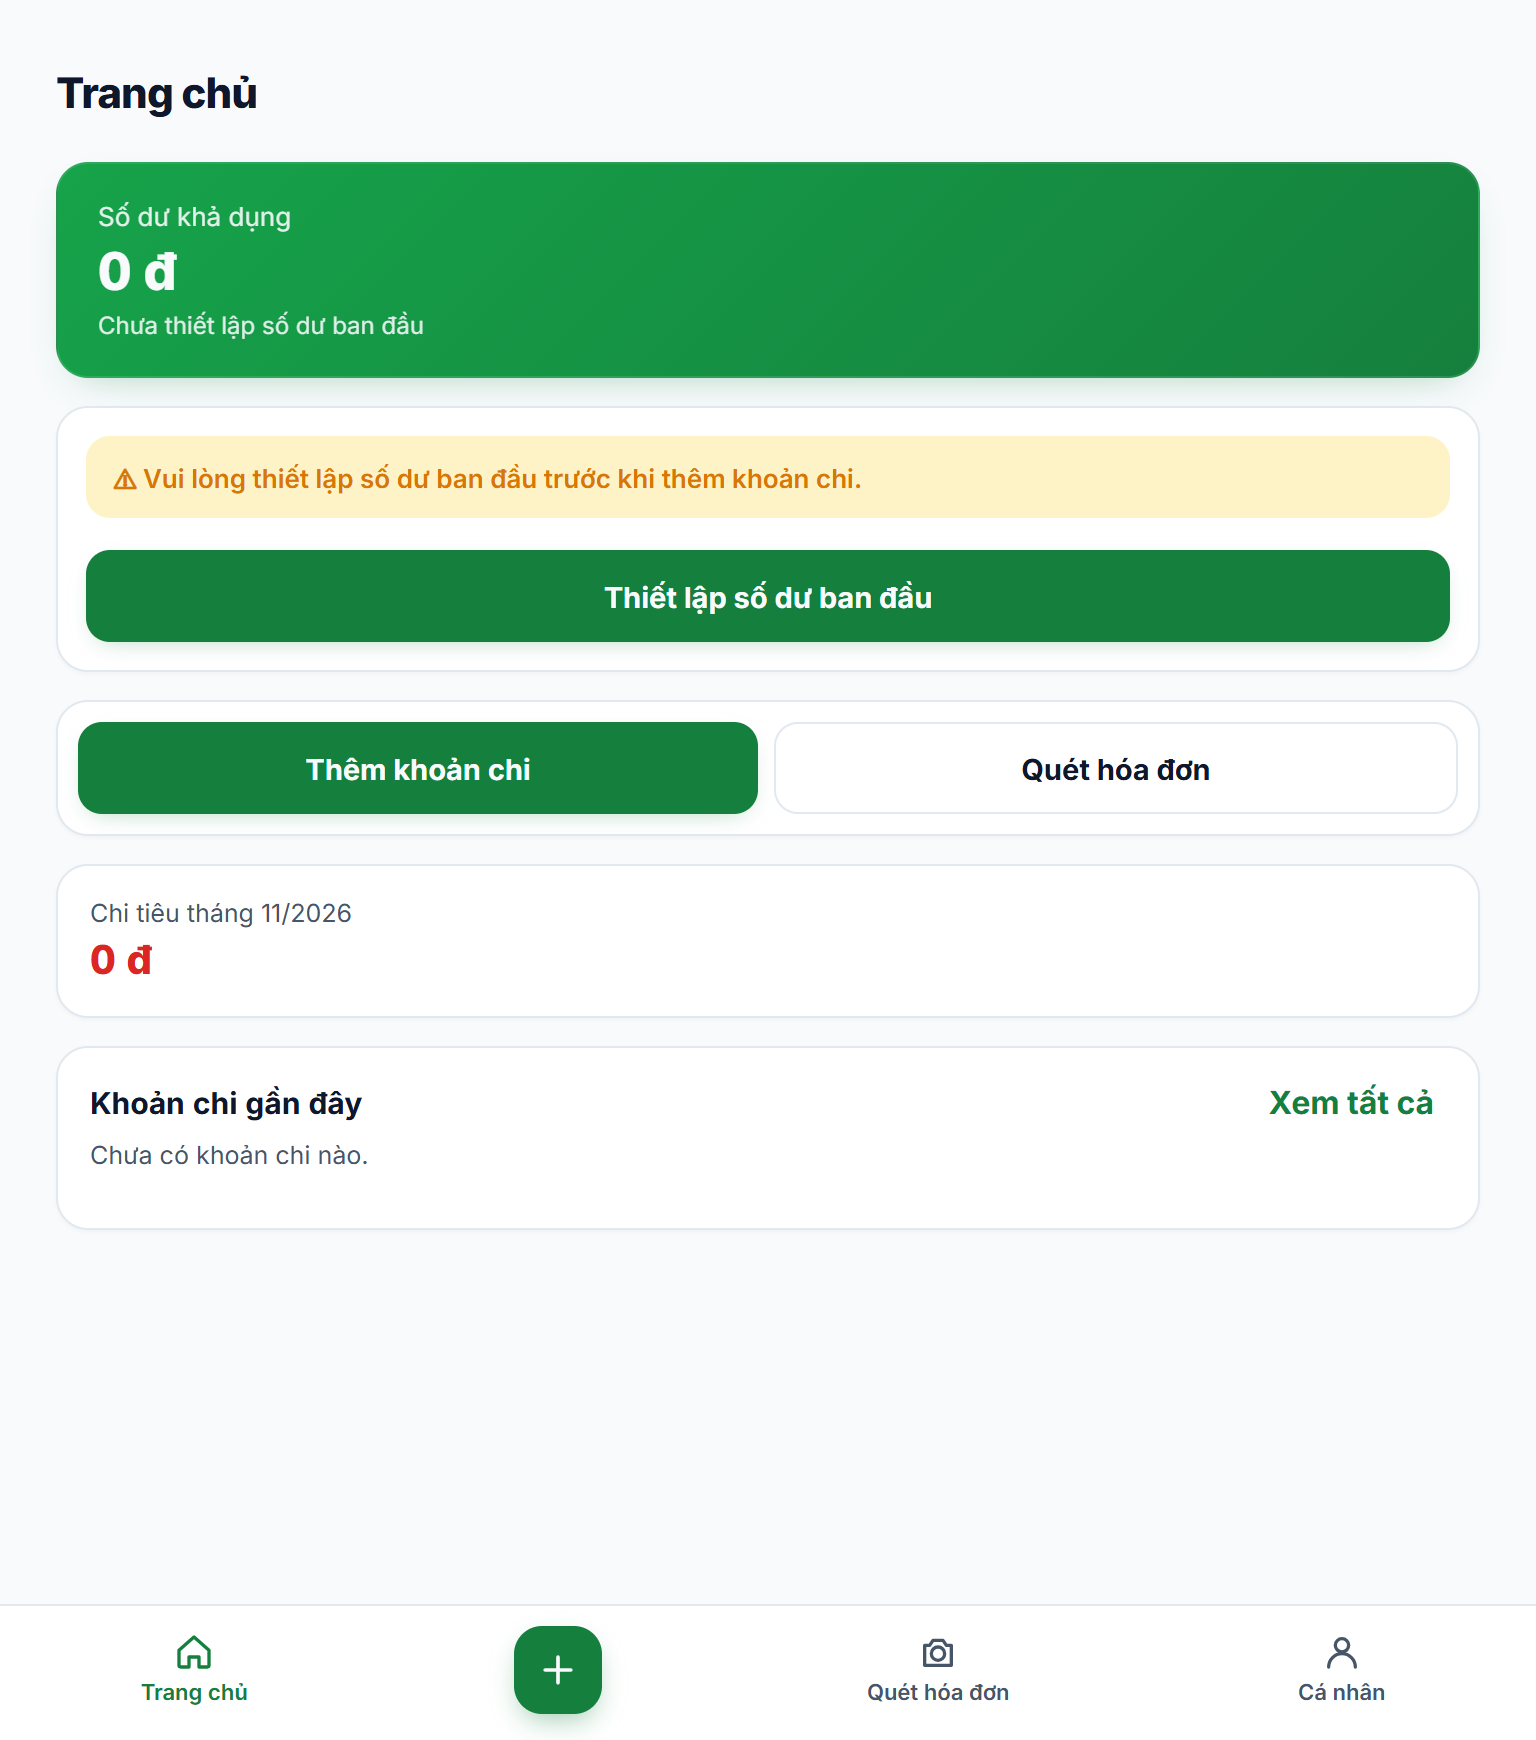 Trang chủ
Số dư khả dụng
0 đ
Chưa thiết lập số dư ban đầu
⚠ Vui lòng thiết lập số dư ban đầu trước khi thêm khoản chi.
Thiết lập số dư ban đầu
Thêm khoản chi
Quét hóa đơn
Chi tiêu tháng 11/2026
0 đ
Khoản chi gần đây
Xem tất cả
Chưa có khoản chi nào.
Trang chủ
Quét hóa đơn
Cá nhân